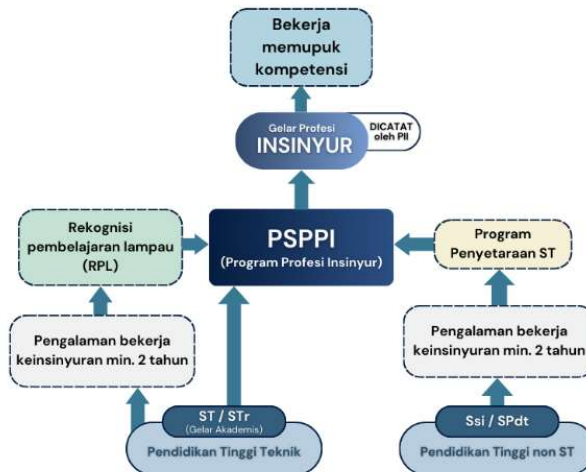 Bekerja
memupuk
kompetensi
Gelar Profesi
INSINYUR
DICATAT
oleh PII
Rekognisi
pembelajaran lampau
(RPL)
PSPPI
(Program Profesi Insinyur)
Program
Penyetaraan ST
Pengalaman bekerja
keinsinyuran min. 2 tahun
Pengalaman bekerja
keinsinyuran min. 2 tahun
ST / STr
(Gelar Akademis)
Pendidikan Tinggi Teknik
Ssi / SPdt
Pendidikan Tinggi non ST